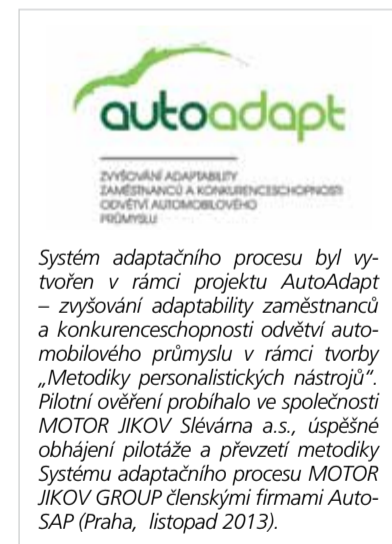 autoadapt
ZVYŠOVÁNÍ ADAPTABILITY
ZAMĚSTNANCŮ A KONKURENCESCHOPNOSTI
ODVĚTVÍ AUTOMOBILOVÉHO
PRŮMYSLU
Systém adaptačního procesu byl vy-
tvořen v rámci projektu AutoAdapt
– zvyšování adaptability zaměstnanců
a konkurenceschopnosti odvětví auto-
mobilového průmyslu v rámci tvorby
„Metodiky personalistických nástrojů“.
Pilotní ověření probíhalo ve společnosti
MOTOR JIKOV Slévárna a.s., úspěšné
obhájení pilotáže a převzetí metodiky
Systému adaptačního procesu MOTOR
JIKOV GROUP členskými firmami Auto-
SAP (Praha, listopad 2013).